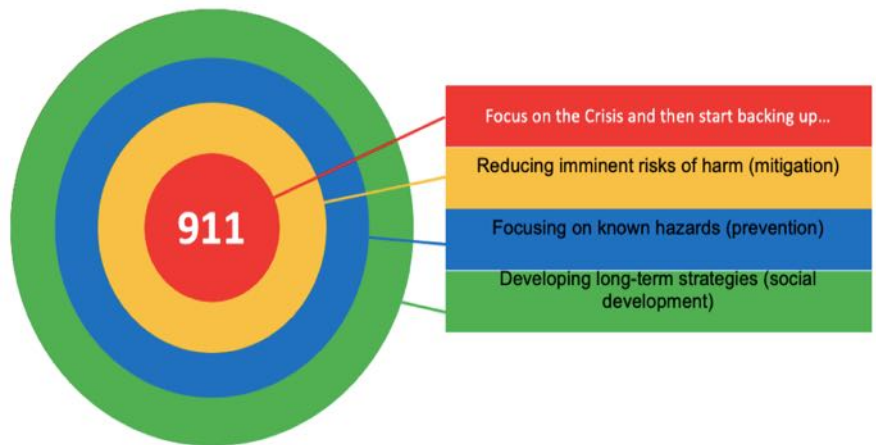 911
Focus on the Crisis and then start backing up...
Reducing imminent risks of harm (mitigation)
Focusing on known hazards (prevention)
Developing long-term strategies (social
development)